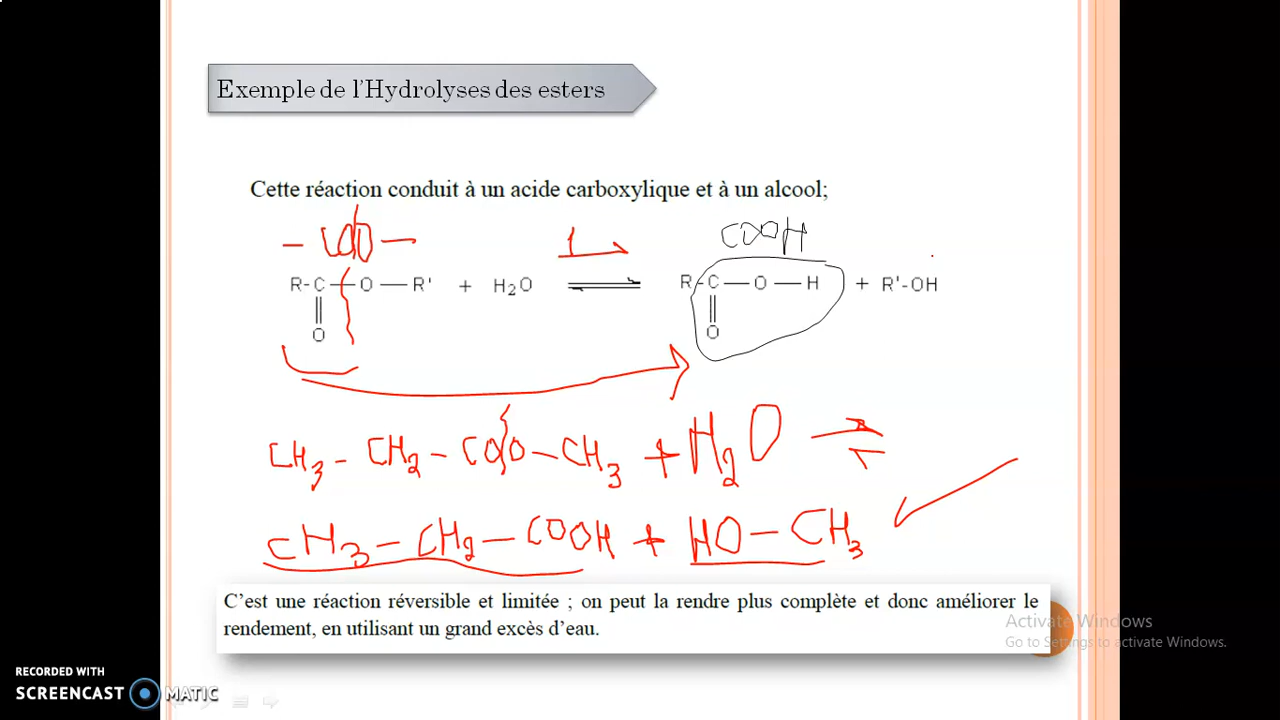 Exemple de l'Hydrolyses des esters
Cette réaction conduit à un acide carboxylique et à un alcool;
– COO –
1
COOH
R-C—O—R' + H2O ⇌ R-C—O—H + R'-OH
O O
CH3 – CH2 – COO – CH3 + H2O ⇌
CH3 – CH2 – COOH + HO – CH3
C'est une réaction réversible et limitée ; on peut la rendre plus complète et donc améliorer le
rendement, en utilisant un grand excès d'eau.
Activate Windows
Go to Settings to activate Windows.
RECORDED WITH
SCREENCAST MATIC